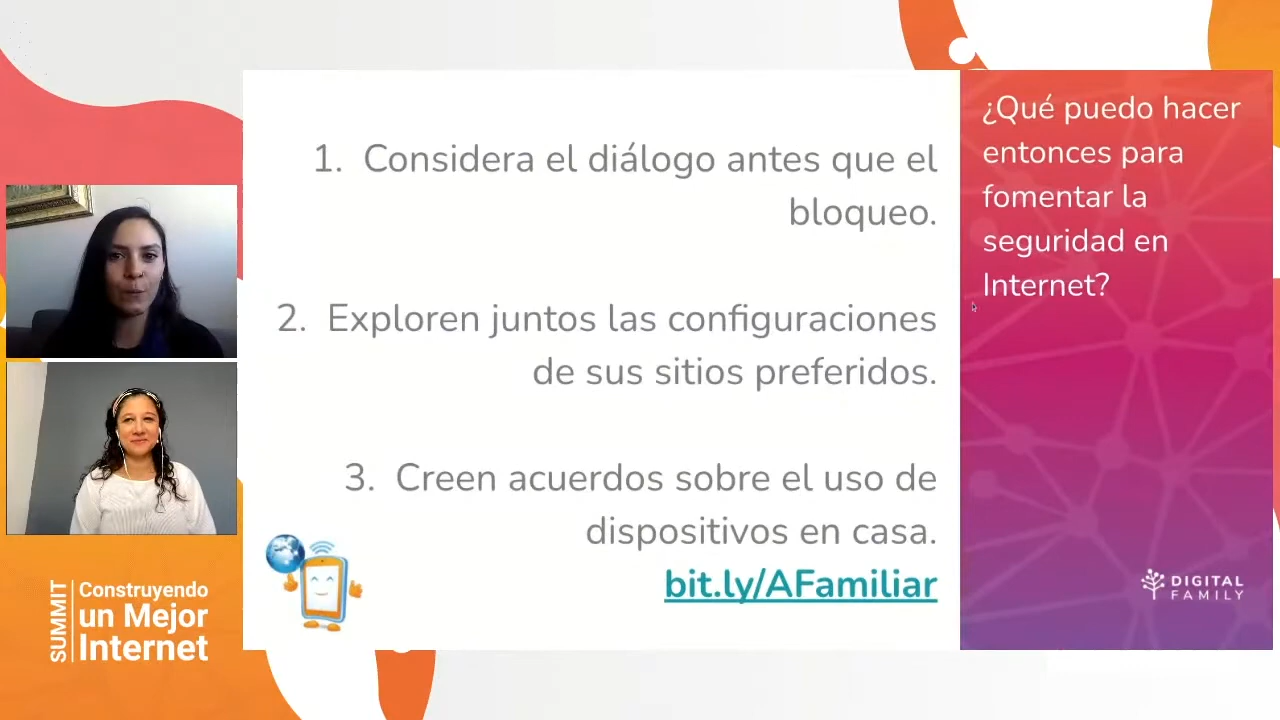 ¿Qué puedo hacer
entonces para
fomentar la
seguridad en
Internet?
1. Considera el diálogo antes que el
bloqueo.
2. Exploren juntos las configuraciones
de sus sitios preferidos.
3. Creen acuerdos sobre el uso de
dispositivos en casa.
bit.ly/AFamiliar
DIGITAL
FAMILY
SUMMIT
Construyendo
un Mejor
Internet